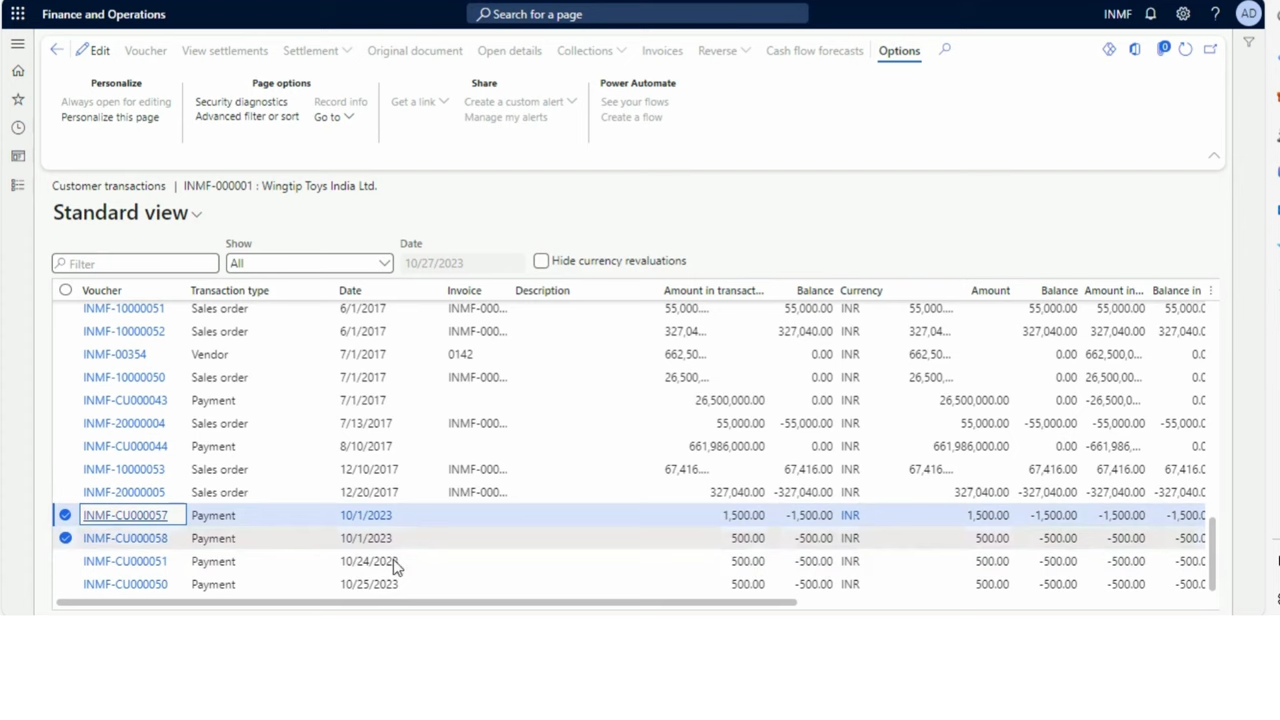 Finance and Operations
Search for a page
INMF
?
AD
Edit Voucher View settlements Settlement Original document Open details Collections Invoices Reverse Cash flow forecasts Options
0
Personalize
Always open for editing
Personalize this page
Page options
Security diagnostics Record info
Advanced filter or sort Go to
Share
Get a link Create a custom alert
Manage my alerts
Power Automate
See your flows
Create a flow
Customer transactions | INMF-000001 : Wingtip Toys India Ltd.
Standard view
Show Date
Filter All 10/27/2023 Hide currency revaluations
Voucher Transaction type Date Invoice Description Amount in transact... Balance Currency Amount Balance Amount in... Balance in
INMF-10000051 Sales order 6/1/2017 INMF-000... 55,000.... 55,000.00 INR 55,000.... 55,000.00 55,000.00 55,000.0
INMF-10000052 Sales order 6/1/2017 INMF-000... 327,04... 327,040.00 INR 327,04... 327,040.00 327,040.00 327,040.0
INMF-00354 Vendor 7/1/2017 0142 662,50... 0.00 INR 662,50... 0.00 662,500,0... 0.0
INMF-10000050 Sales order 7/1/2017 INMF-000... 26,500,... 0.00 INR 26,500,... 0.00 26,500,00... 0.0
INMF-CU000043 Payment 7/1/2017 26,500,000.00 0.00 INR 26,500,000.00 0.00 -26,500,0... 0.0
INMF-20000004 Sales order 7/13/2017 INMF-000... 55,000.00 -55,000.00 INR 55,000.00 -55,000.00 -55,000.00 -55,000.0
INMF-CU000044 Payment 8/10/2017 661,986,000.00 0.00 INR 661,986,000.00 0.00 -661,986,... 0.0
INMF-10000053 Sales order 12/10/2017 INMF-000... 67,416.... 67,416.00 INR 67,416.... 67,416.00 67,416.00 67,416.0
INMF-20000005 Sales order 12/20/2017 INMF-000... 327,040.00 -327,040.00 INR 327,040.00 -327,040.00 -327,040.00 -327,040.0
INMF-CU000057 Payment 10/1/2023 1,500.00 -1,500.00 INR 1,500.00 -1,500.00 -1,500.00 -1,500.0
INMF-CU000058 Payment 10/1/2023 500.00 -500.00 INR 500.00 -500.00 -500.00 -500.0
INMF-CU000051 Payment 10/24/2023 500.00 -500.00 INR 500.00 -500.00 -500.00 -500.0
INMF-CU000050 Payment 10/25/2023 500.00 -500.00 INR 500.00 -500.00 -500.00 -500.0